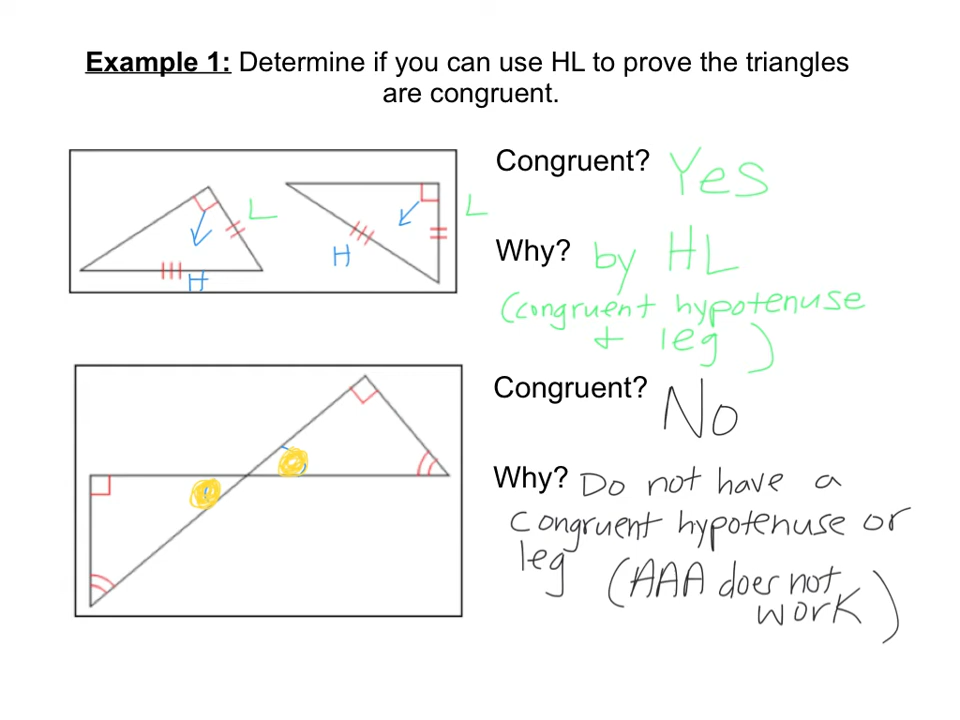 Example 1: Determine if you can use HL to prove the triangles
are congruent.
Congruent? Yes
L
L
H
H
Why? by HL
(congruent hypotenuse
+ leg)
Congruent? No
Why? Do not have a
congruent hypotenuse or
leg (AAA does not
work)